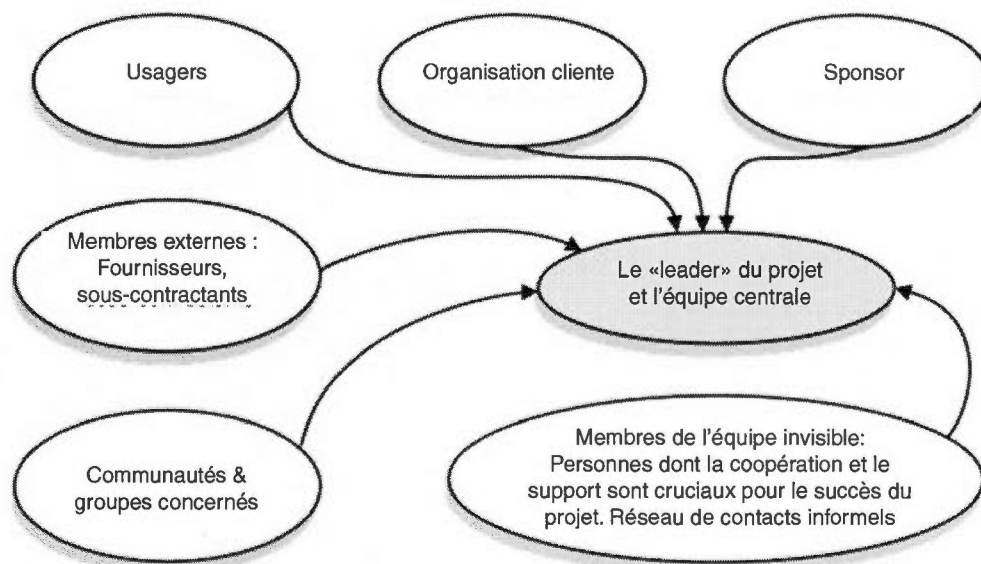 Usagers
Organisation cliente
Sponsor
Membres externes :
Fournisseurs,
sous-contractants
Le «leader» du projet
et l'équipe centrale
Communautés &
groupes concernés
Membres de l'équipe invisible:
Personnes dont la coopération et le
support sont cruciaux pour le succès du
projet. Réseau de contacts informels